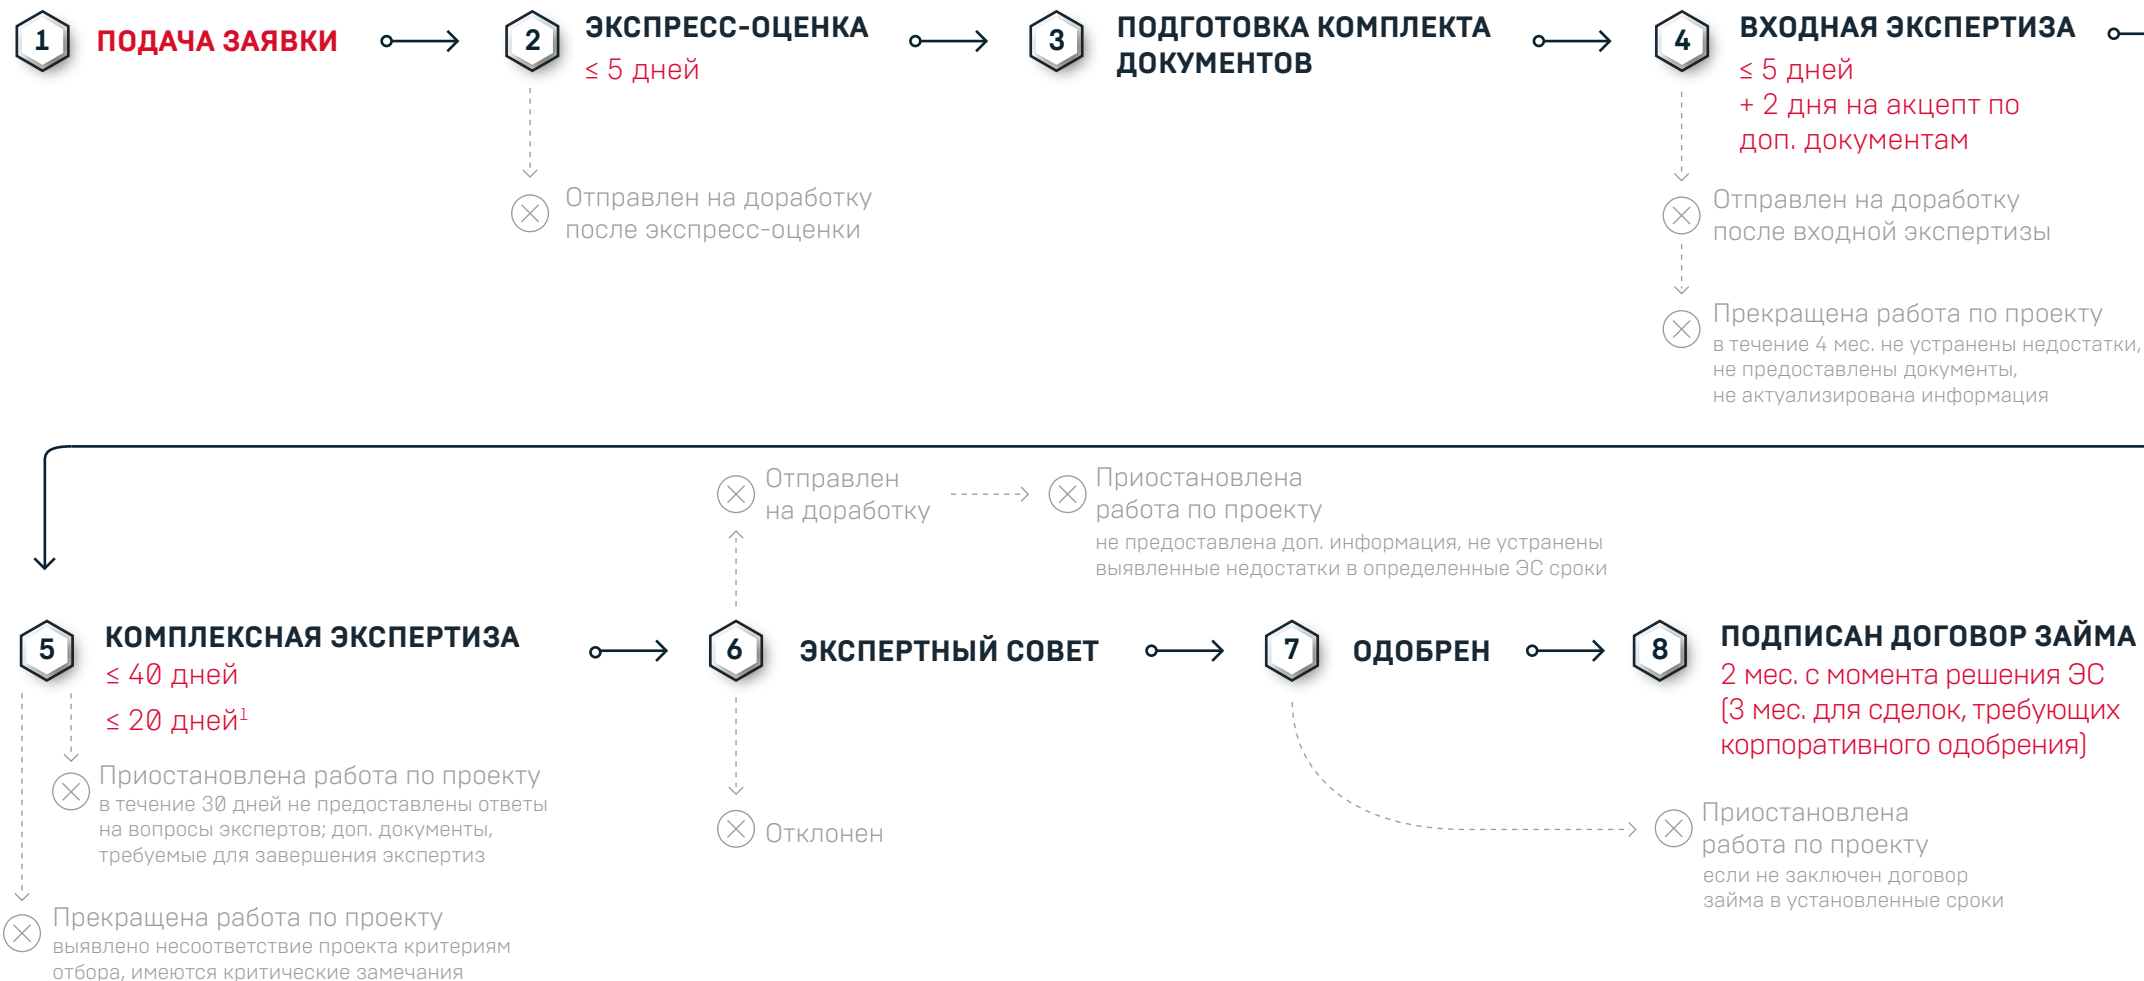 1
ПОДАЧА ЗАЯВКИ
2
ЭКСПРЕСС-ОЦЕНКА
≤ 5 дней
Отправлен на доработку
после экспресс-оценки
3
ПОДГОТОВКА КОМПЛЕКТА
ДОКУМЕНТОВ
4
ВХОДНАЯ ЭКСПЕРТИЗА
≤ 5 дней
+ 2 дня на акцепт по
доп. документам
Отправлен на доработку
после входной экспертизы
Прекращена работа по проекту
в течение 4 мес. не устранены недостатки,
не предоставлены документы,
не актуализирована информация
5
КОМПЛЕКСНАЯ ЭКСПЕРТИЗА
≤ 40 дней
≤ 20 дней¹
Приостановлена работа по проекту
в течение 30 дней не предоставлены ответы
на вопросы экспертов; доп. документы,
требуемые для завершения экспертиз
Прекращена работа по проекту
выявлено несоответствие проекта критериям
отбора, имеются критические замечания
Отправлен
на доработку
Приостановлена
работа по проекту
не предоставлена доп. информация, не устранены
выявленные недостатки в определенные ЭС сроки
6
ЭКСПЕРТНЫЙ СОВЕТ
Отклонен
7
ОДОБРЕН
8
ПОДПИСАН ДОГОВОР ЗАЙМА
2 мес. с момента решения ЭС
(3 мес. для сделок, требующих
корпоративного одобрения)
Приостановлена
работа по проекту
если не заключен договор
займа в установленные сроки